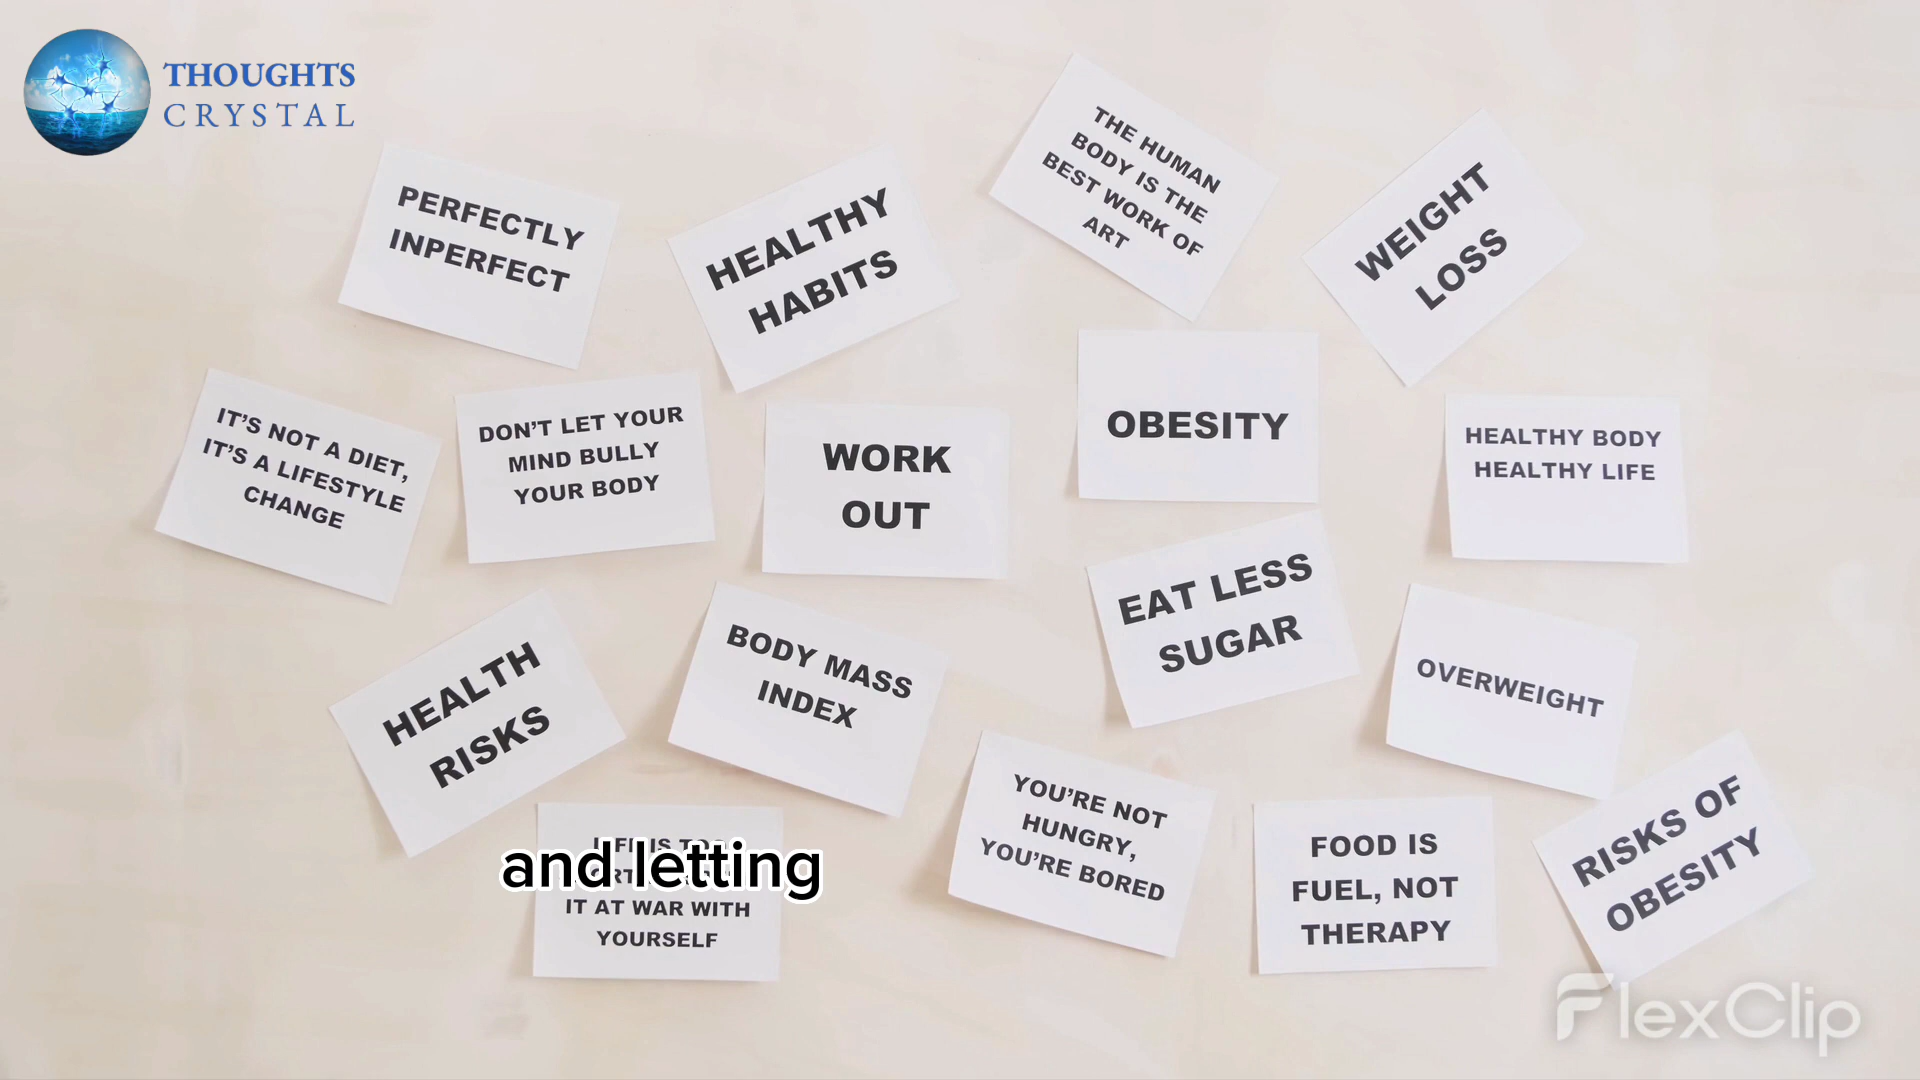 THOUGHTS
CRYSTAL
PERFECTLY
INPERFECT
HEALTHY
HABITS
THE HUMAN
BODY IS THE
BEST WORK OF
ART
WEIGHT
LOSS
IT'S NOT A DIET,
IT'S A LIFESTYLE
CHANGE
DON'T LET YOUR
MIND BULLY
YOUR BODY
WORK
OUT
OBESITY
HEALTHY BODY
HEALTHY LIFE
HEALTH
RISKS
BODY MASS
INDEX
EAT LESS
SUGAR
OVERWEIGHT
LIFE IS TOO
and letting
IT AT WAR WITH
YOURSELF
YOU'RE NOT
HUNGRY,
YOU'RE BORED
FOOD IS
FUEL, NOT
THERAPY
RISKS OF
OBESITY
FlexClip